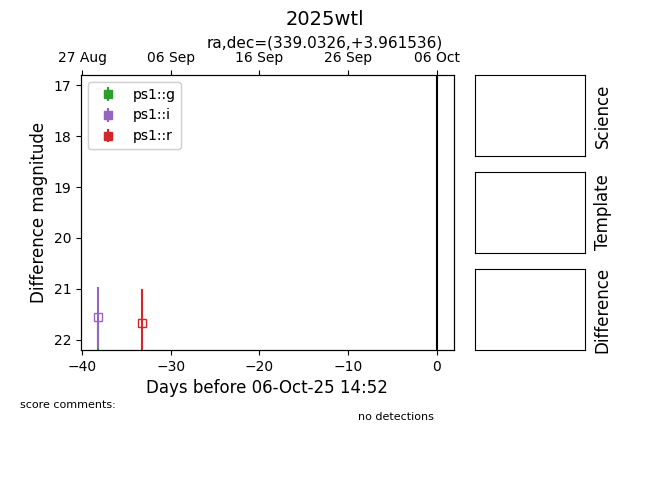 2025wtl
ra,dec=(339.0326,+3.961536)
27 Aug 06 Sep 16 Sep 26 Sep 06 Oct
ps1::g
ps1::i
ps1::r
17
18
19
20
21
22
Difference magnitude
−40 −30 −20 −10 0
Days before 06-Oct-25 14:52
Science
Template
Difference
score comments:
no detections